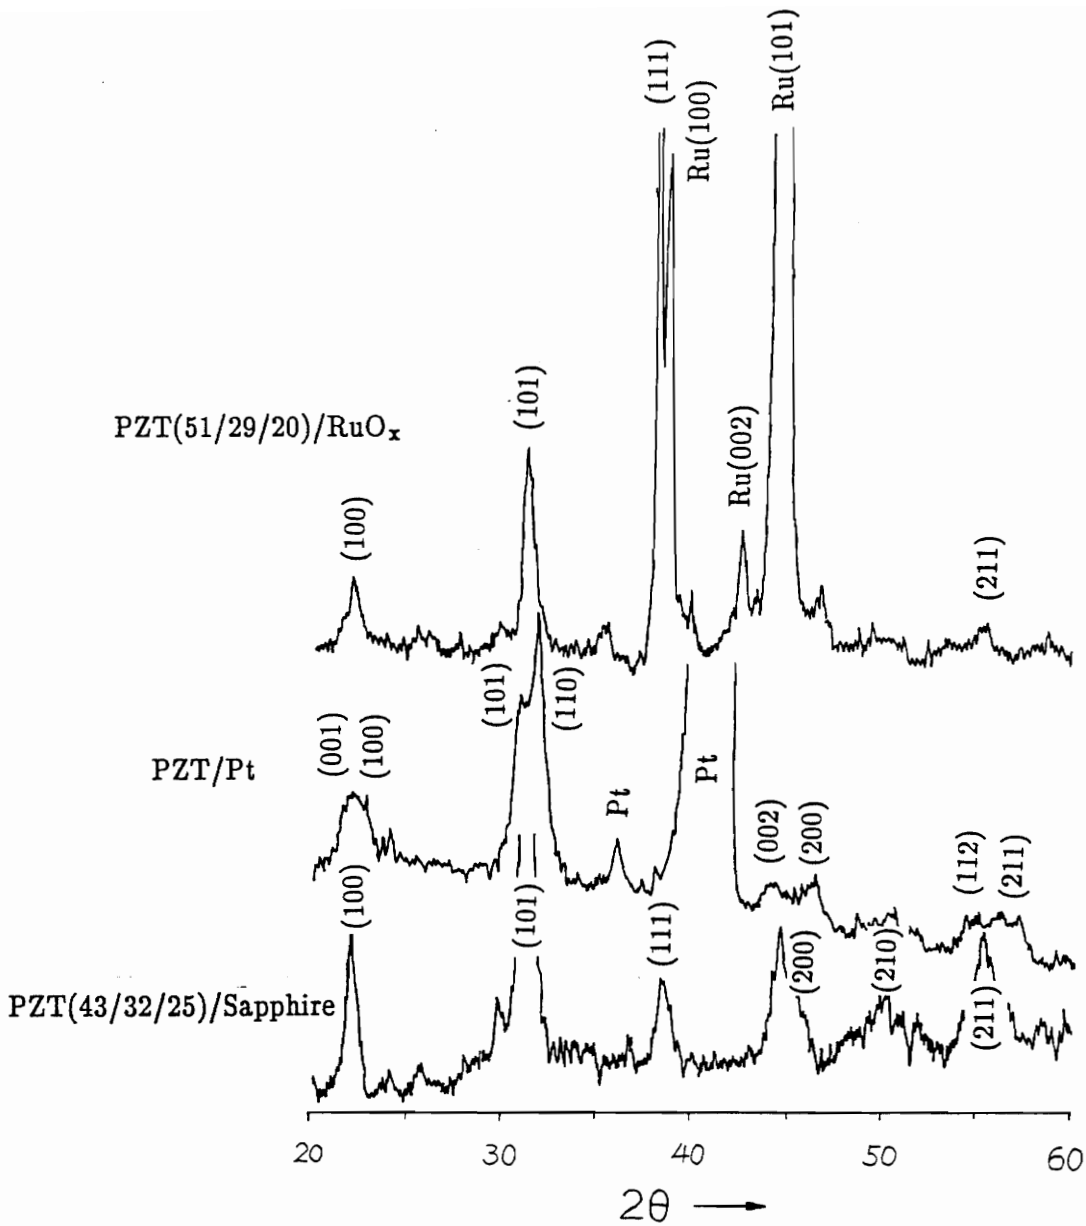 (111)
Ru(100)
Ru(101)
PZT(51/29/20)/RuOₓ
(100)
(101)
Ru(002)
(211)
PZT/Pt
(001)
(100)
(101)
(110)
Pt
Pt
(002)
(200)
(112)
(211)
PZT(43/32/25)/Sapphire
(100)
(101)
(111)
(200)
(210)
(211)
20 30 40 50 60
2θ →